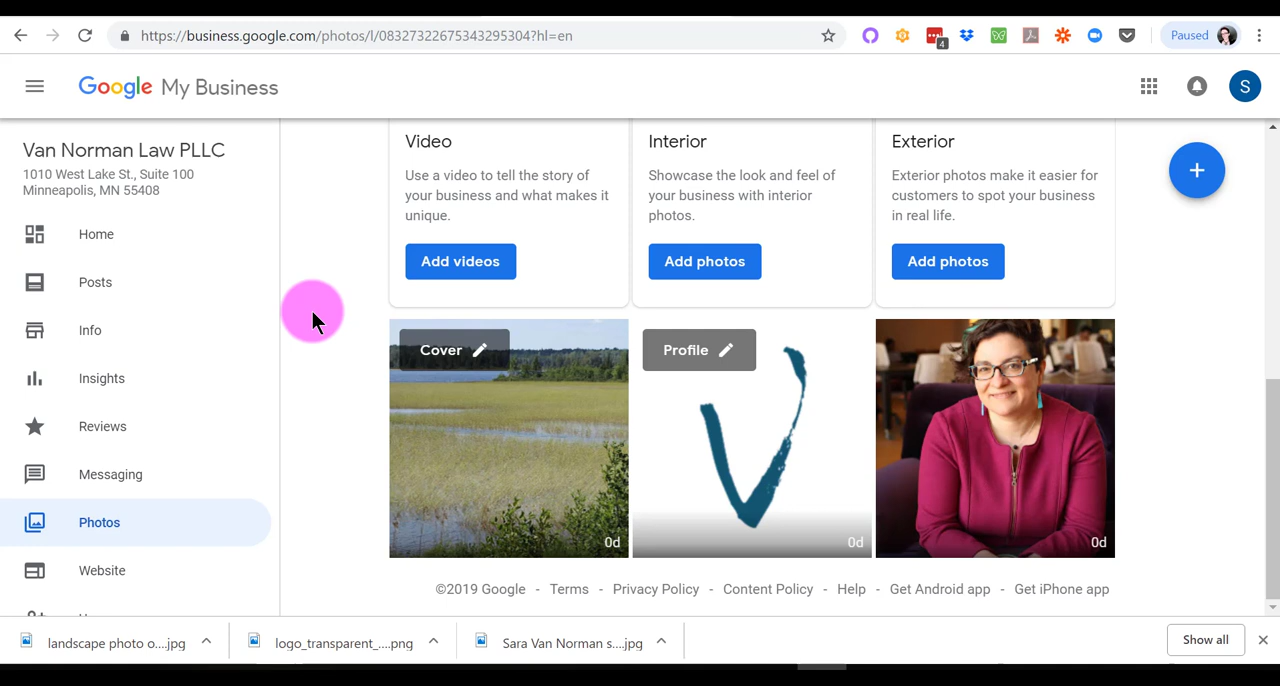 https://business.google.com/photos/l/08327322675343295304?hl=en
4
Paused
Google My Business
S
Van Norman Law PLLC
1010 West Lake St., Suite 100
Minneapolis, MN 55408
Home
Posts
Info
Insights
Reviews
Messaging
Photos
Website
Video
Use a video to tell the story of
your business and what makes it
unique.
Add videos
Interior
Showcase the look and feel of
your business with interior
photos.
Add photos
Exterior
Exterior photos make it easier for
customers to spot your business
in real life.
Add photos
+
Cover
0d
Profile
0d
0d
©2019 Google - Terms - Privacy Policy - Content Policy - Help - Get Android app - Get iPhone app
landscape photo o....jpg
logo_transparent_....png
Sara Van Norman s....jpg
Show all